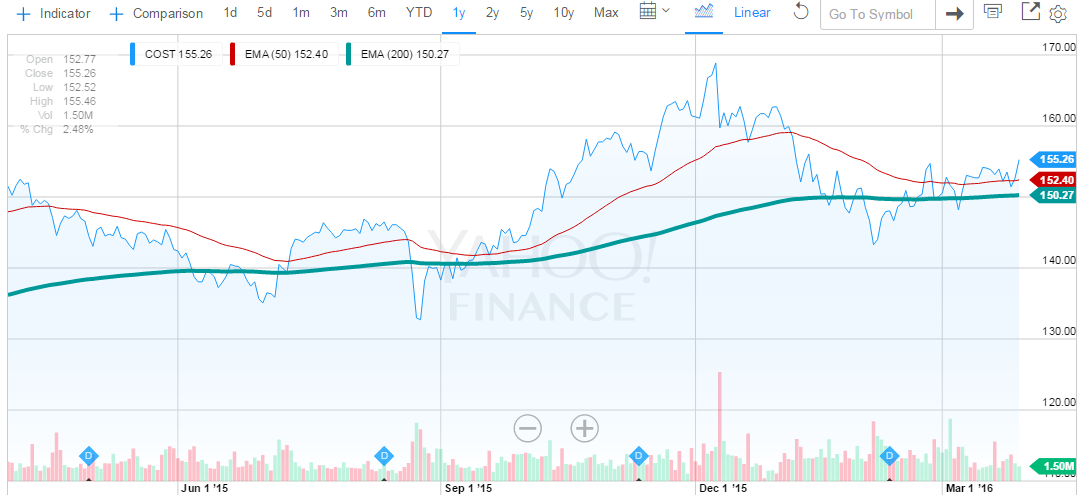 Indicator Comparison 1d 5d 1m 3m 6m YTD 1y 2y 5y 10y Max Linear Go To Symbol
COST 155.26 EMA (50) 152.40 EMA (200) 150.27
Open 152.77
Close 155.26
Low 152.52
High 155.46
Vol 1.50M
% Chg 2.48%
170.00
160.00
155.26
152.40
150.27
140.00
130.00
120.00
YAHOO!
FINANCE
D D D D
1.50M
Jun 1 '15 Sep 1 '15 Dec 1 '15 Mar 1 '16